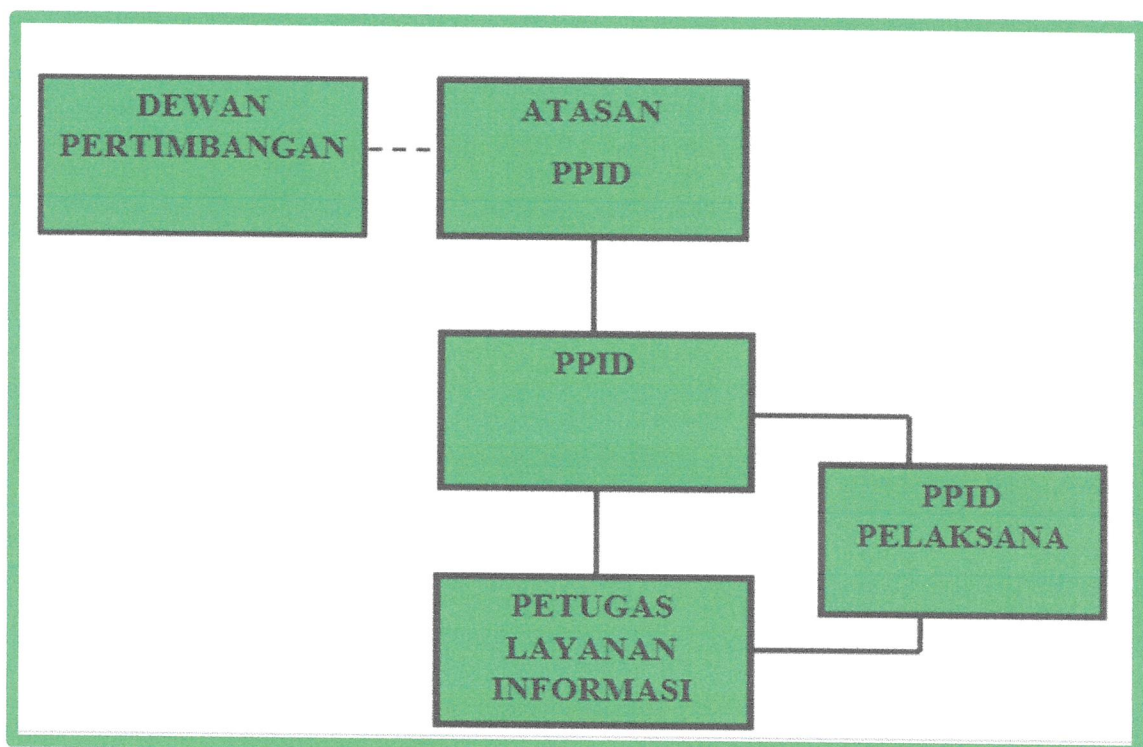 DEWAN
PERTIMBANGAN
ATASAN
PPID
PPID
PPID
PELAKSANA
PETUGAS
LAYANAN
INFORMASI